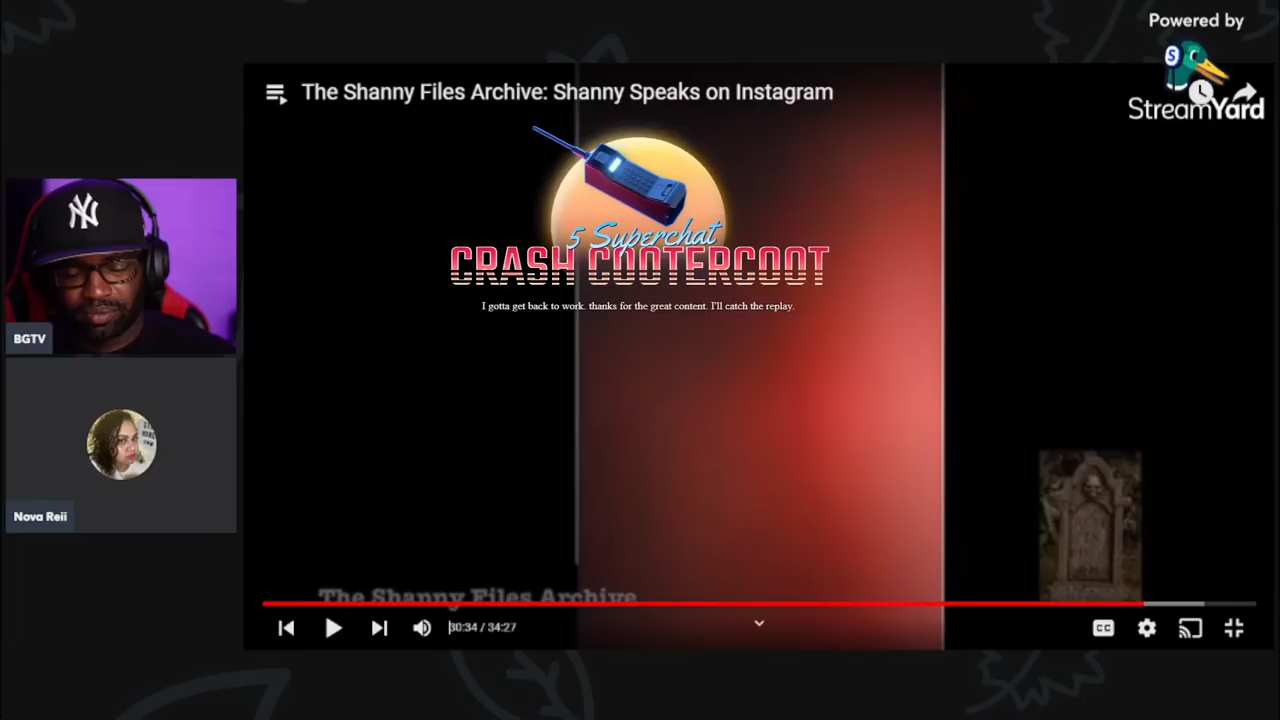 Powered by
S
StreamYard
The Shanny Files Archive: Shanny Speaks on Instagram
5 Superchat
CRASH COOTERCOOT
I gotta get back to work. thanks for the great content. I'll catch the replay.
NY
BGTV
Nova Reii
The Shanny Files Archive
30:34 / 34:27
CC